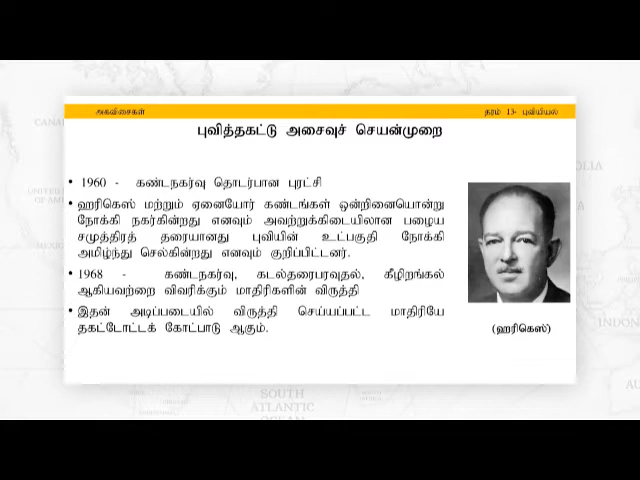 அகவிசைகள்
தரம் 13- புவியியல்
புவித்தகட்டு அசைவுச் செயன்முறை
• 1960 - கண்டநகர்வு தொடர்பான புரட்சி
• ஹரிகெஸ் மற்றும் ஏனையோர் கண்டங்கள் ஒன்றினையொன்று
நோக்கி நகர்கின்றது எனவும் அவற்றுக்கிடையிலான பழைய
சமுத்திரத் தரையானது புவியின் உட்பகுதி நோக்கி
அமிழ்ந்து செல்கின்றது எனவும் குறிப்பிட்டனர்.
• 1968 - கண்டநகர்வு, கடல்தரைபரவுதல், கீழிறங்கல்
ஆகியவற்றை விவரிக்கும் மாதிரிகளின் விருத்தி
• இதன் அடிப்படையில் விருத்தி செய்யப்பட்ட மாதிரியே
தகட்டோட்டக் கோட்பாடு ஆகும்.
(ஹரிகெஸ்)
SOUTH
ATLANTIC
OCEAN